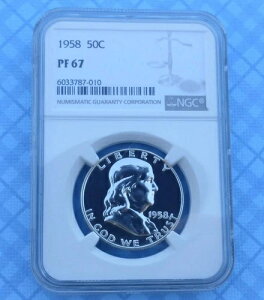 1958 50C
PF 67
6033787-010
NUMISMATIC GUARANTY CORPORATION
NGC
LIBERTY
1958
IN GOD WE TRUST